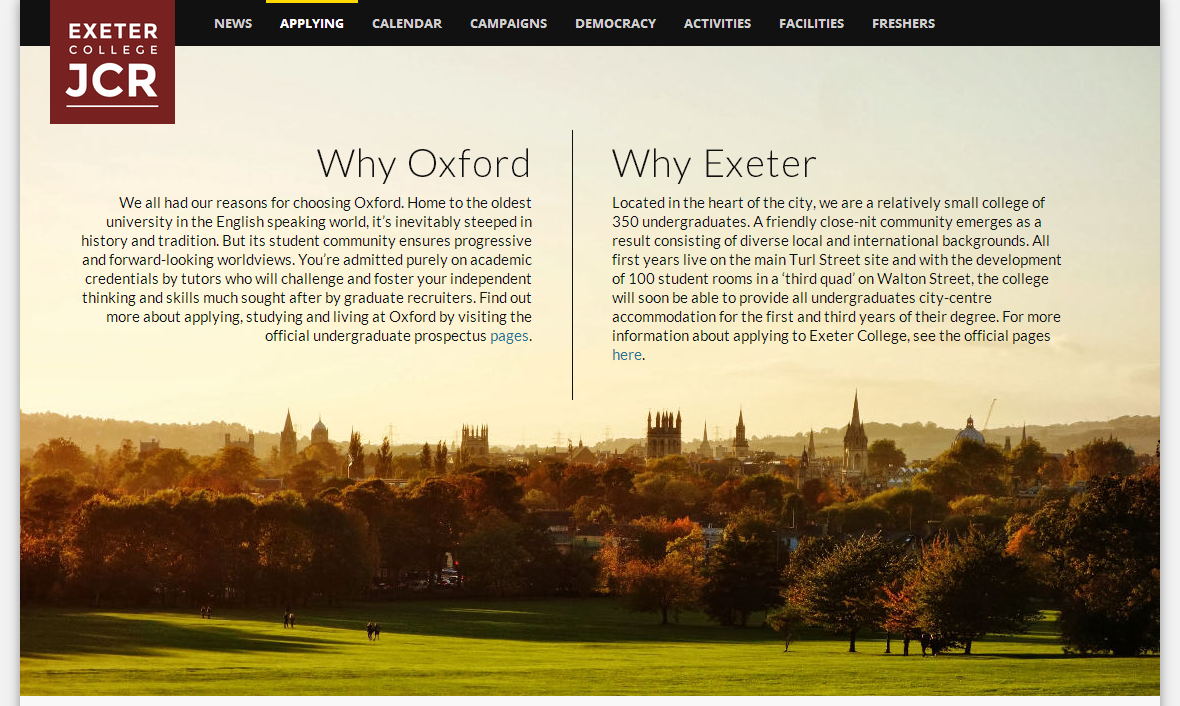 EXETER
COLLEGE
JCR
NEWS APPLYING CALENDAR CAMPAIGNS DEMOCRACY ACTIVITIES FACILITIES FRESHERS
Why Oxford
We all had our reasons for choosing Oxford. Home to the oldest
university in the English speaking world, it's inevitably steeped in
history and tradition. But its student community ensures progressive
and forward-looking worldviews. You're admitted purely on academic
credentials by tutors who will challenge and foster your independent
thinking and skills much sought after by graduate recruiters. Find out
more about applying, studying and living at Oxford by visiting the
official undergraduate prospectus pages.
Why Exeter
Located in the heart of the city, we are a relatively small college of
350 undergraduates. A friendly close-nit community emerges as a
result consisting of diverse local and international backgrounds. All
first years live on the main Turl Street site and with the development
of 100 student rooms in a 'third quad' on Walton Street, the college
will soon be able to provide all undergraduates city-centre
accommodation for the first and third years of their degree. For more
information about applying to Exeter College, see the official pages
here.